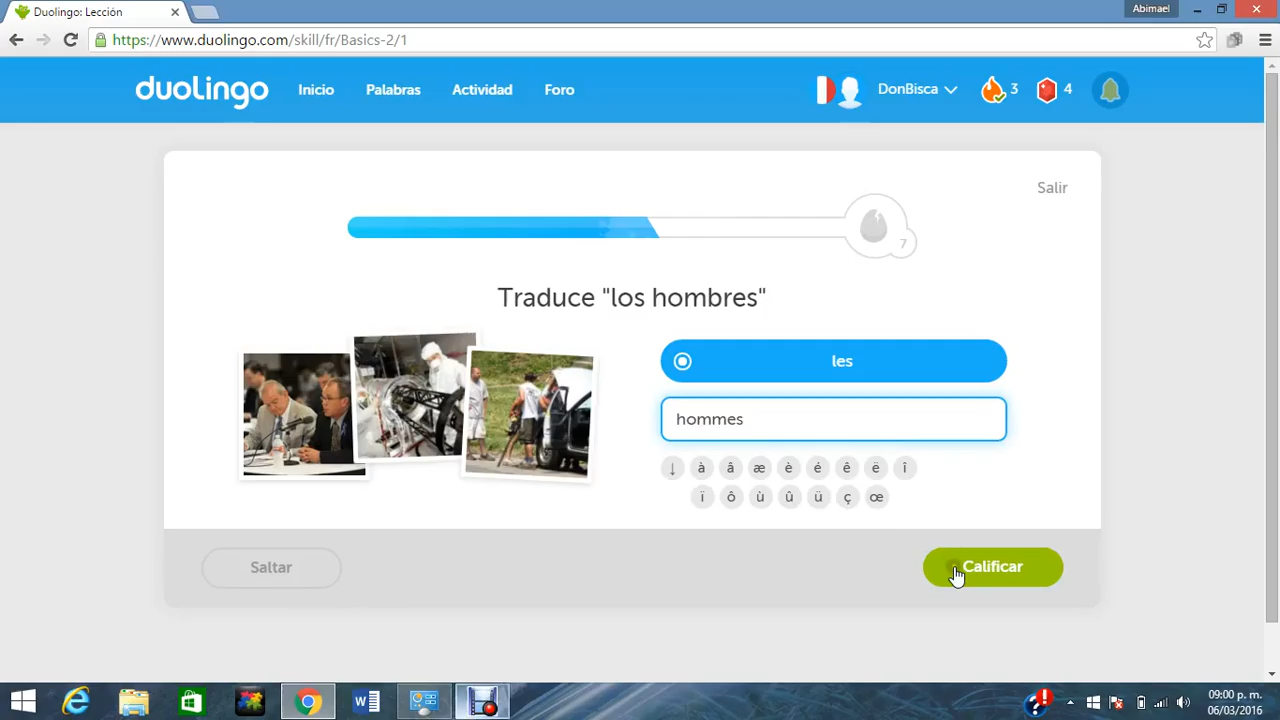 Duolingo: Lección
Abimael
https://www.duolingo.com/skill/fr/Basics-2/1
duolingo Inicio Palabras Actividad Foro DonBisca 3 4
Salir
7
Traduce "los hombres"
les
hommes
↓ à â æ è é ê ë î
ï ô ù û ü ç œ
Saltar Calificar
09:00 p. m.
06/03/2016